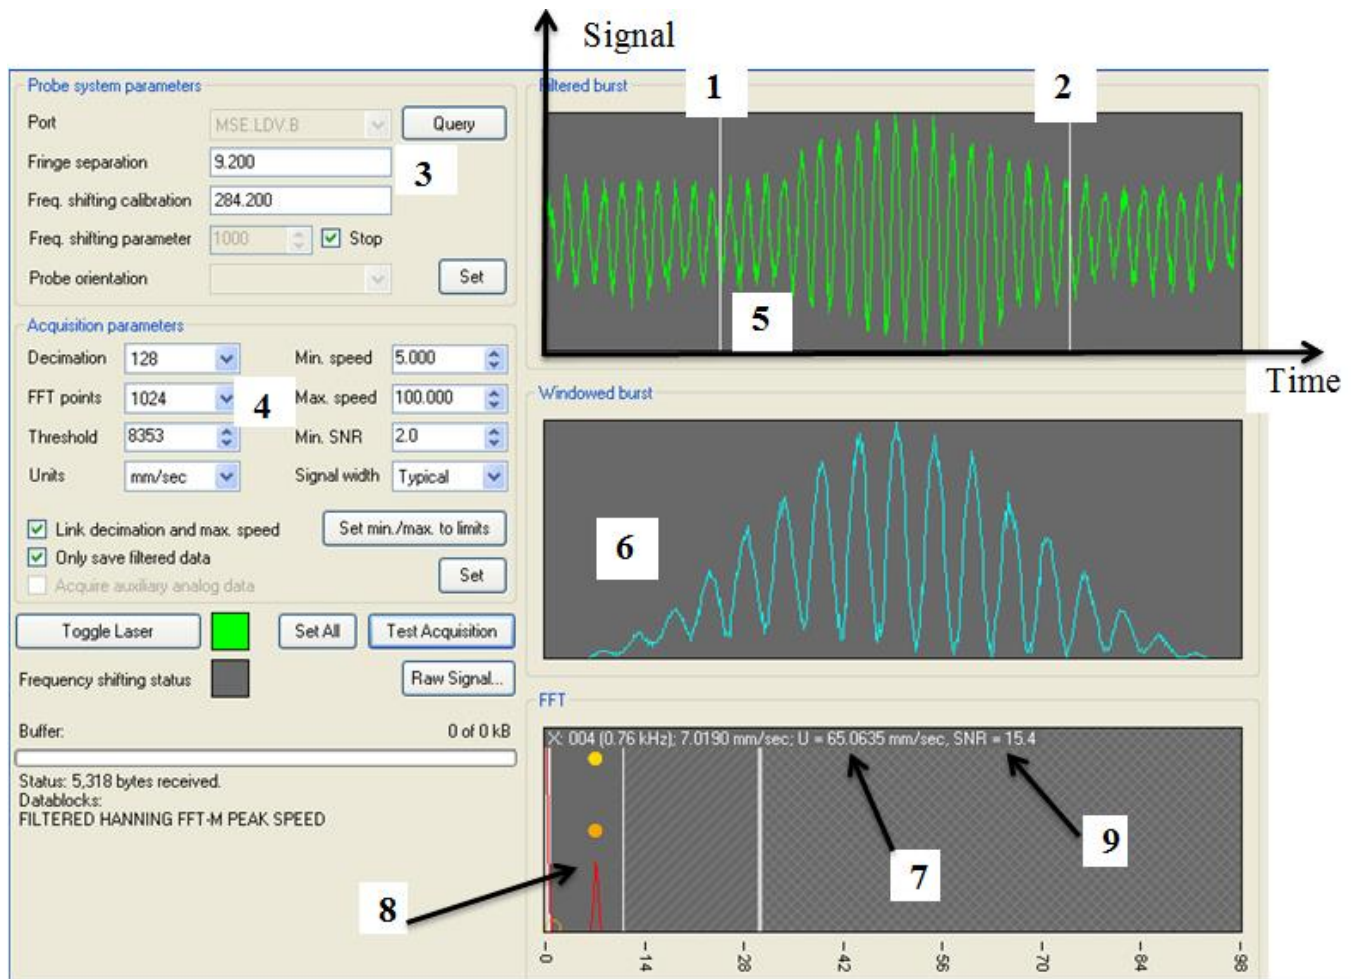 Signal
Probe system parameters
Filtered burst
1
2
Port MSE.LDV.B Query
Fringe separation 9.200
3
Freq. shifting calibration 284.200
Freq. shifting parameter 1000 Stop
Probe orientation Set
5
Time
Acquisition parameters
Decimation 128 Min. speed 5.000
FFT points 1024 Max. speed 100.000
4
Threshold 8353 Min. SNR 2.0
Units mm/sec Signal width Typical
Link decimation and max. speed Set min./max. to limits
Only save filtered data
Acquire auxiliary analog data Set
Windowed burst
6
Toggle Laser Set All Test Acquisition
Frequency shifting status Raw Signal...
Buffer: 0 of 0 kB
Status: 5,318 bytes received.
Datablocks:
FILTERED HANNING FFT-M PEAK SPEED
FFT
X: 004 (0.76 kHz); 7.0190 mm/sec; U = 65.0635 mm/sec, SNR = 15.4
7
9
8
0 14 28 42 56 70 84 98